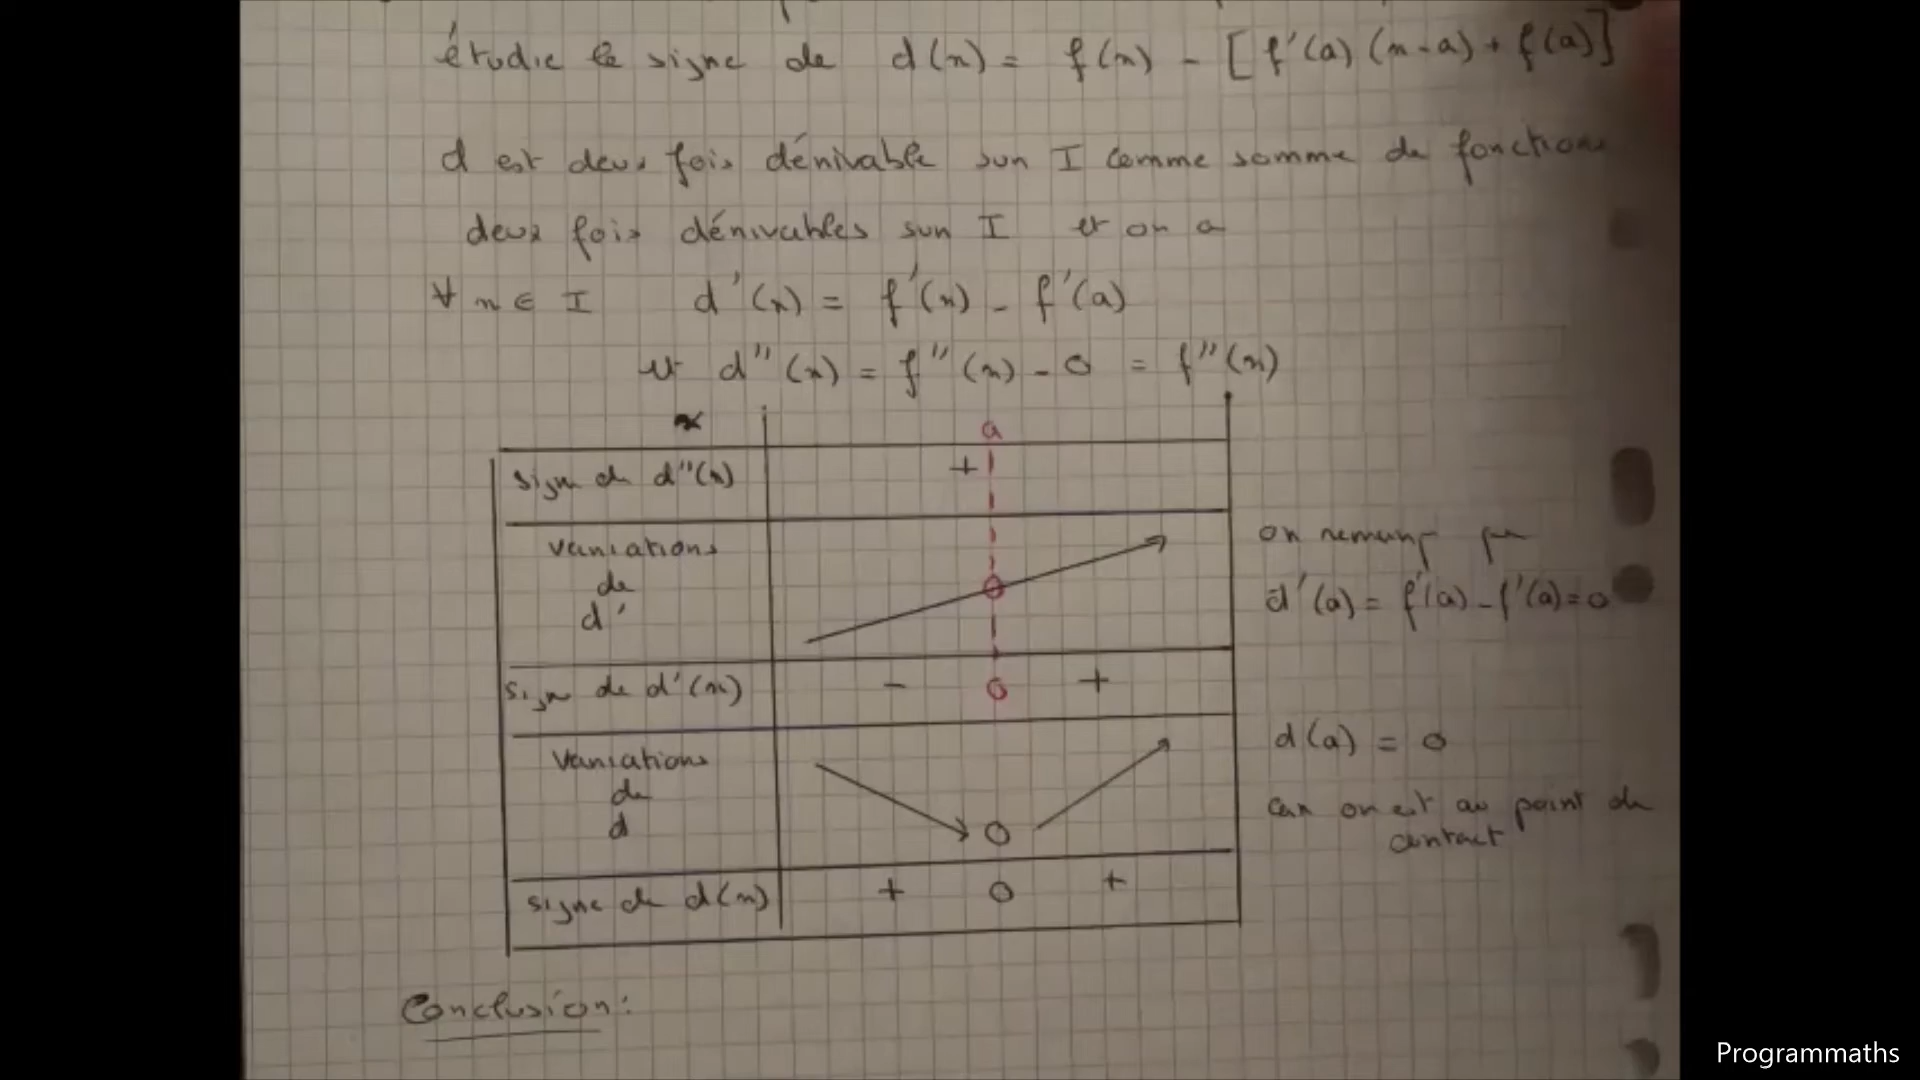 étudie le signe de d(x) = f(x) - [f'(a)(x-a) + f(a)]
d est deux fois dérivable sur I comme somme de fonctions
deux fois dérivables sur I et on a
∀ x ∈ I d'(x) = f'(x) - f'(a)
et d''(x) = f''(x) - 0 = f''(x)
x a
signe de d''(x) +
variations
de
d'
on remarque que
d'(a) = f'(a) - f'(a) = 0
signe de d'(x) - 0 +
variations
de
d
0
d(a) = 0
car on est au point de
contact
signe de d(x) + 0 +
Conclusion:
Programmaths